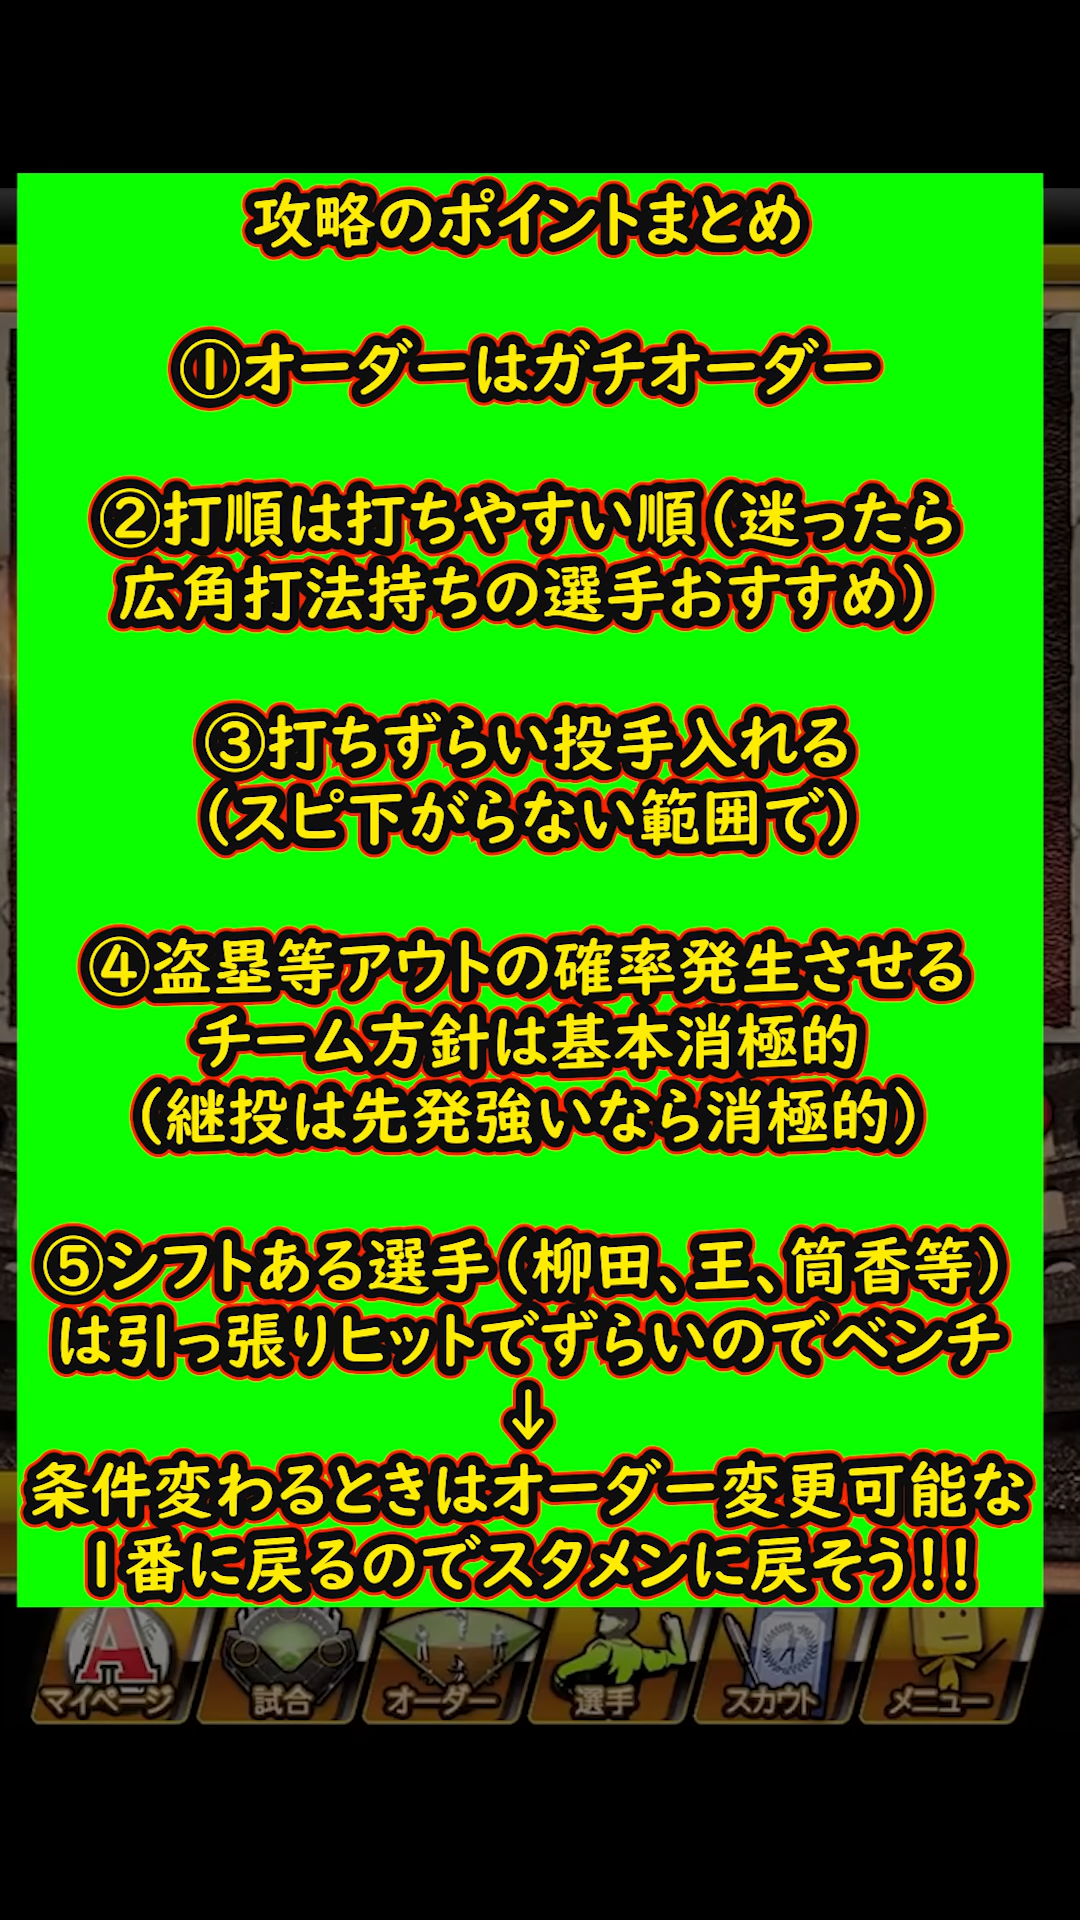 攻略のポイントまとめ
①オーダーはガチオーダー
②打順は打ちやすい順（迷ったら
広角打法持ちの選手おすすめ）
③打ちずらい投手入れる
（スピ下がらない範囲で）
④盗塁等アウトの確率発生させる
チーム方針は基本消極的
（継投は先発強いなら消極的）
⑤シフトある選手（柳田、王、筒香等）
は引っ張りヒットでずらいのでベンチ
↓
条件変わるときはオーダー変更可能な
1番に戻るのでスタメンに戻そう!!
A
マイページ
試合
オーダー
選手
スカウト
メニュー